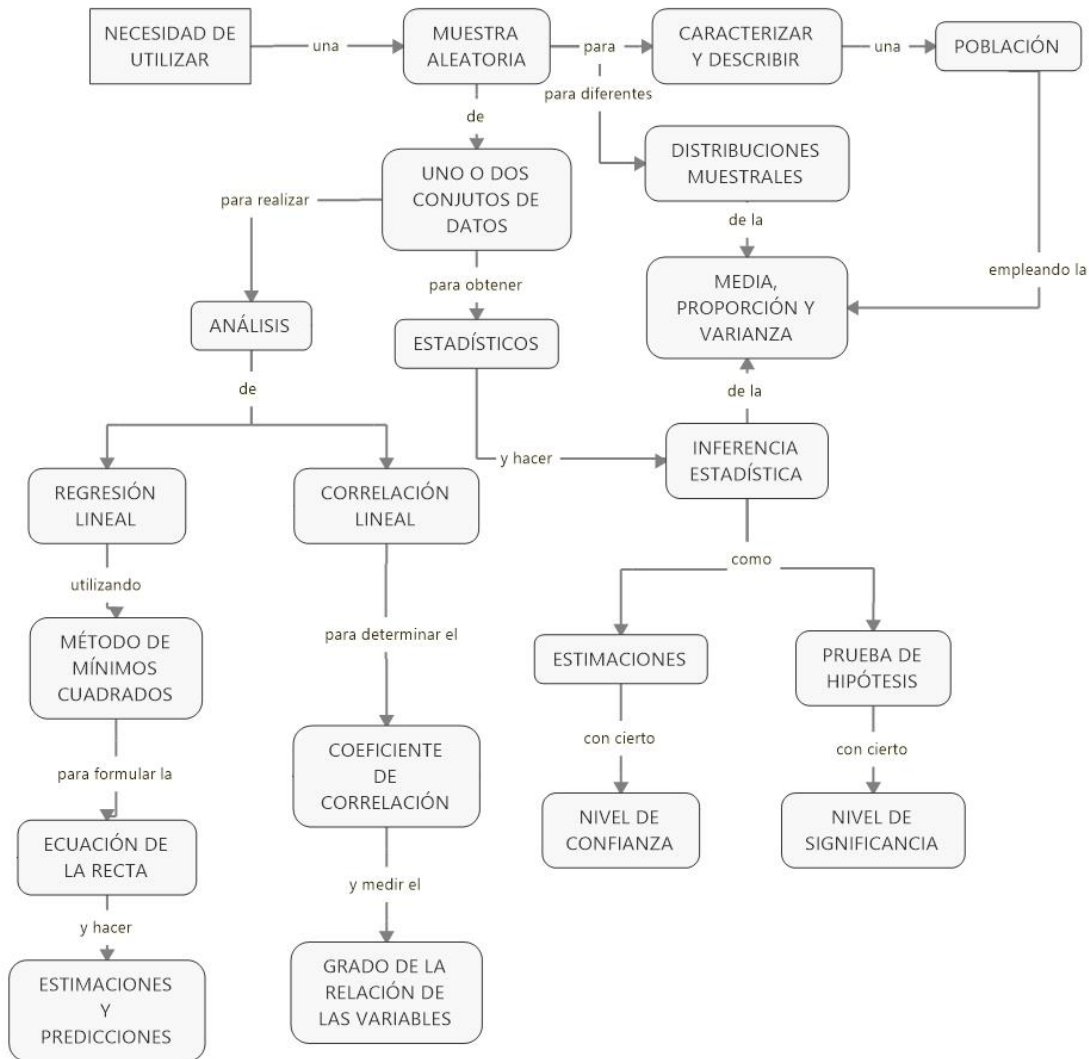 NECESIDAD DE
UTILIZAR
una
MUESTRA
ALEATORIA
para
CARACTERIZAR
Y DESCRIBIR
una
POBLACIÓN
para diferentes
de
DISTRIBUCIONES
MUESTRALES
UNO O DOS
CONJUTOS DE
DATOS
para realizar
de la
empleando la
para obtener
MEDIA,
PROPORCIÓN Y
VARIANZA
ANÁLISIS
ESTADÍSTICOS
de
de la
y hacer
INFERENCIA
ESTADÍSTICA
REGRESIÓN
LINEAL
CORRELACIÓN
LINEAL
como
utilizando
para determinar el
MÉTODO DE
MÍNIMOS
CUADRADOS
ESTIMACIONES
PRUEBA DE
HIPÓTESIS
con cierto
con cierto
para formular la
COEFICIENTE
DE
CORRELACIÓN
NIVEL DE
CONFIANZA
NIVEL DE
SIGNIFICANCIA
ECUACIÓN DE
LA RECTA
y medir el
y hacer
ESTIMACIONES
Y
PREDICCIONES
GRADO DE LA
RELACIÓN DE
LAS VARIABLES